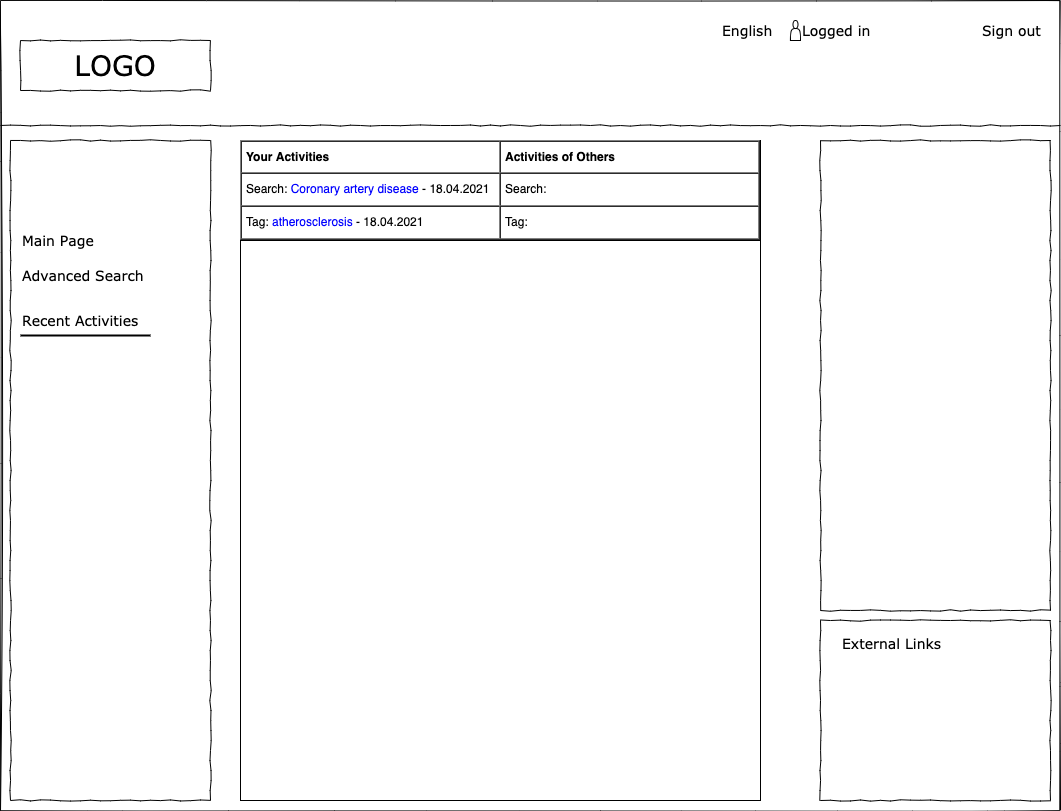 English Logged in Sign out
LOGO
Main Page
Advanced Search
Recent Activities
Your Activities Activities of Others
Search: Coronary artery disease - 18.04.2021 Search:
Tag: atherosclerosis - 18.04.2021 Tag:
External Links